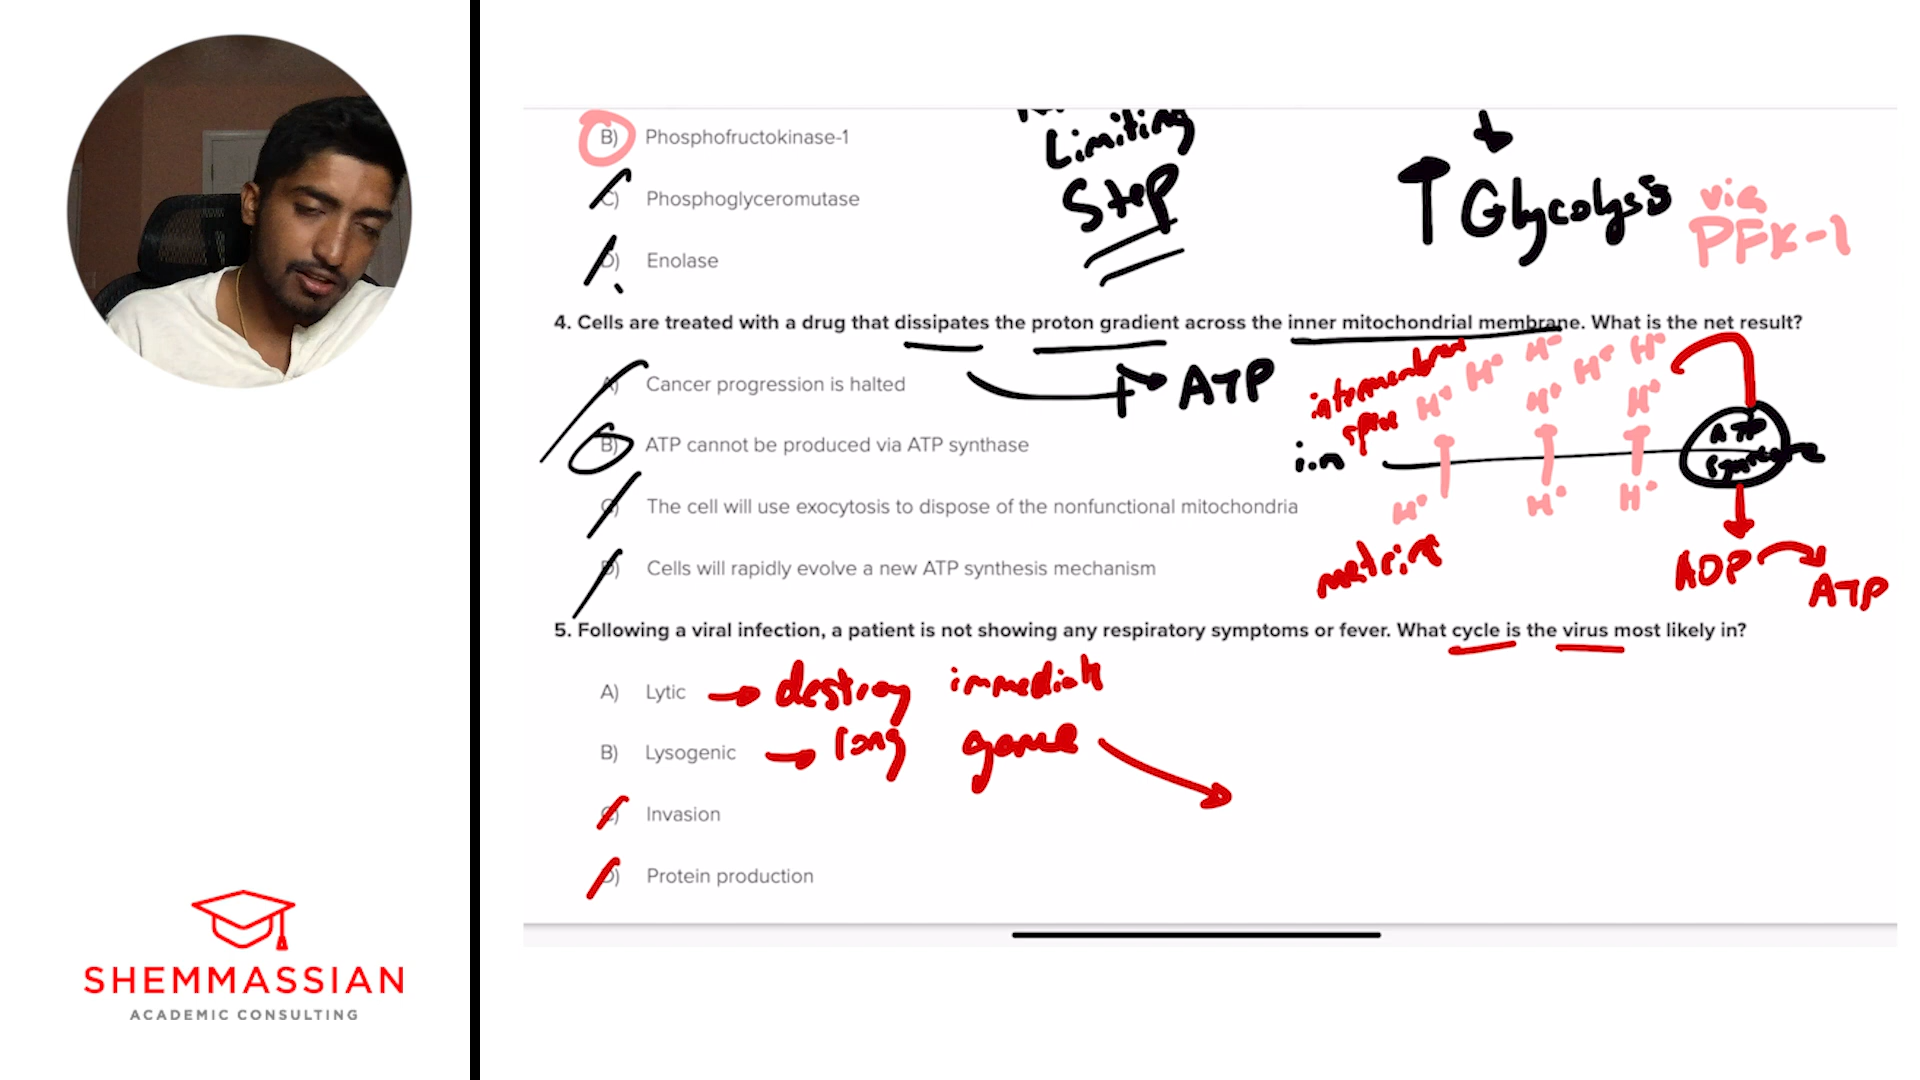 B) Phosphofructokinase-1
Limiting
Step
↑ Glycolysis via
PFK-1
C) Phosphoglyceromutase
D) Enolase
4. Cells are treated with a drug that dissipates the proton gradient across the inner mitochondrial membrane. What is the net result?
A) Cancer progression is halted
ATP
intermembrane
space
H+ H+ H+ H+ H+
H+ H+ H+
B) ATP cannot be produced via ATP synthase
i.m
ATP
synthase
C) The cell will use exocytosis to dispose of the nonfunctional mitochondria
H+ H+ H+
D) Cells will rapidly evolve a new ATP synthesis mechanism
matrix
ADP
ATP
5. Following a viral infection, a patient is not showing any respiratory symptoms or fever. What cycle is the virus most likely in?
A) Lytic → destroy immediate
B) Lysogenic → long game
C) Invasion
D) Protein production
SHEMMASSIAN
ACADEMIC CONSULTING